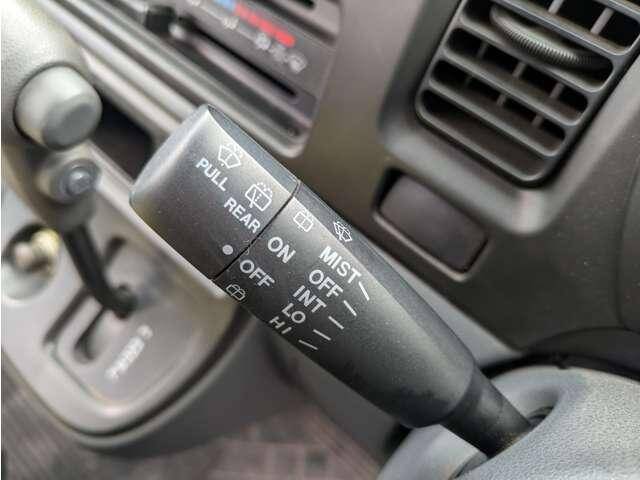 PULL
REAR
ON
OFF
MIST
OFF
INT
LO
HI